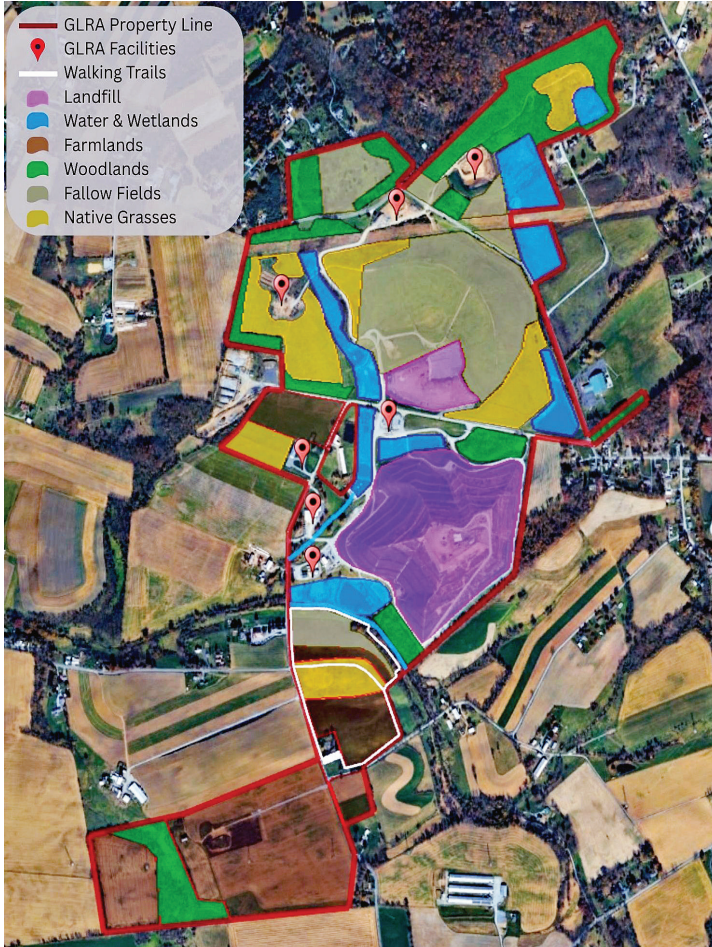 GLRA Property Line
GLRA Facilities
Walking Trails
Landfill
Water & Wetlands
Farmlands
Woodlands
Fallow Fields
Native Grasses